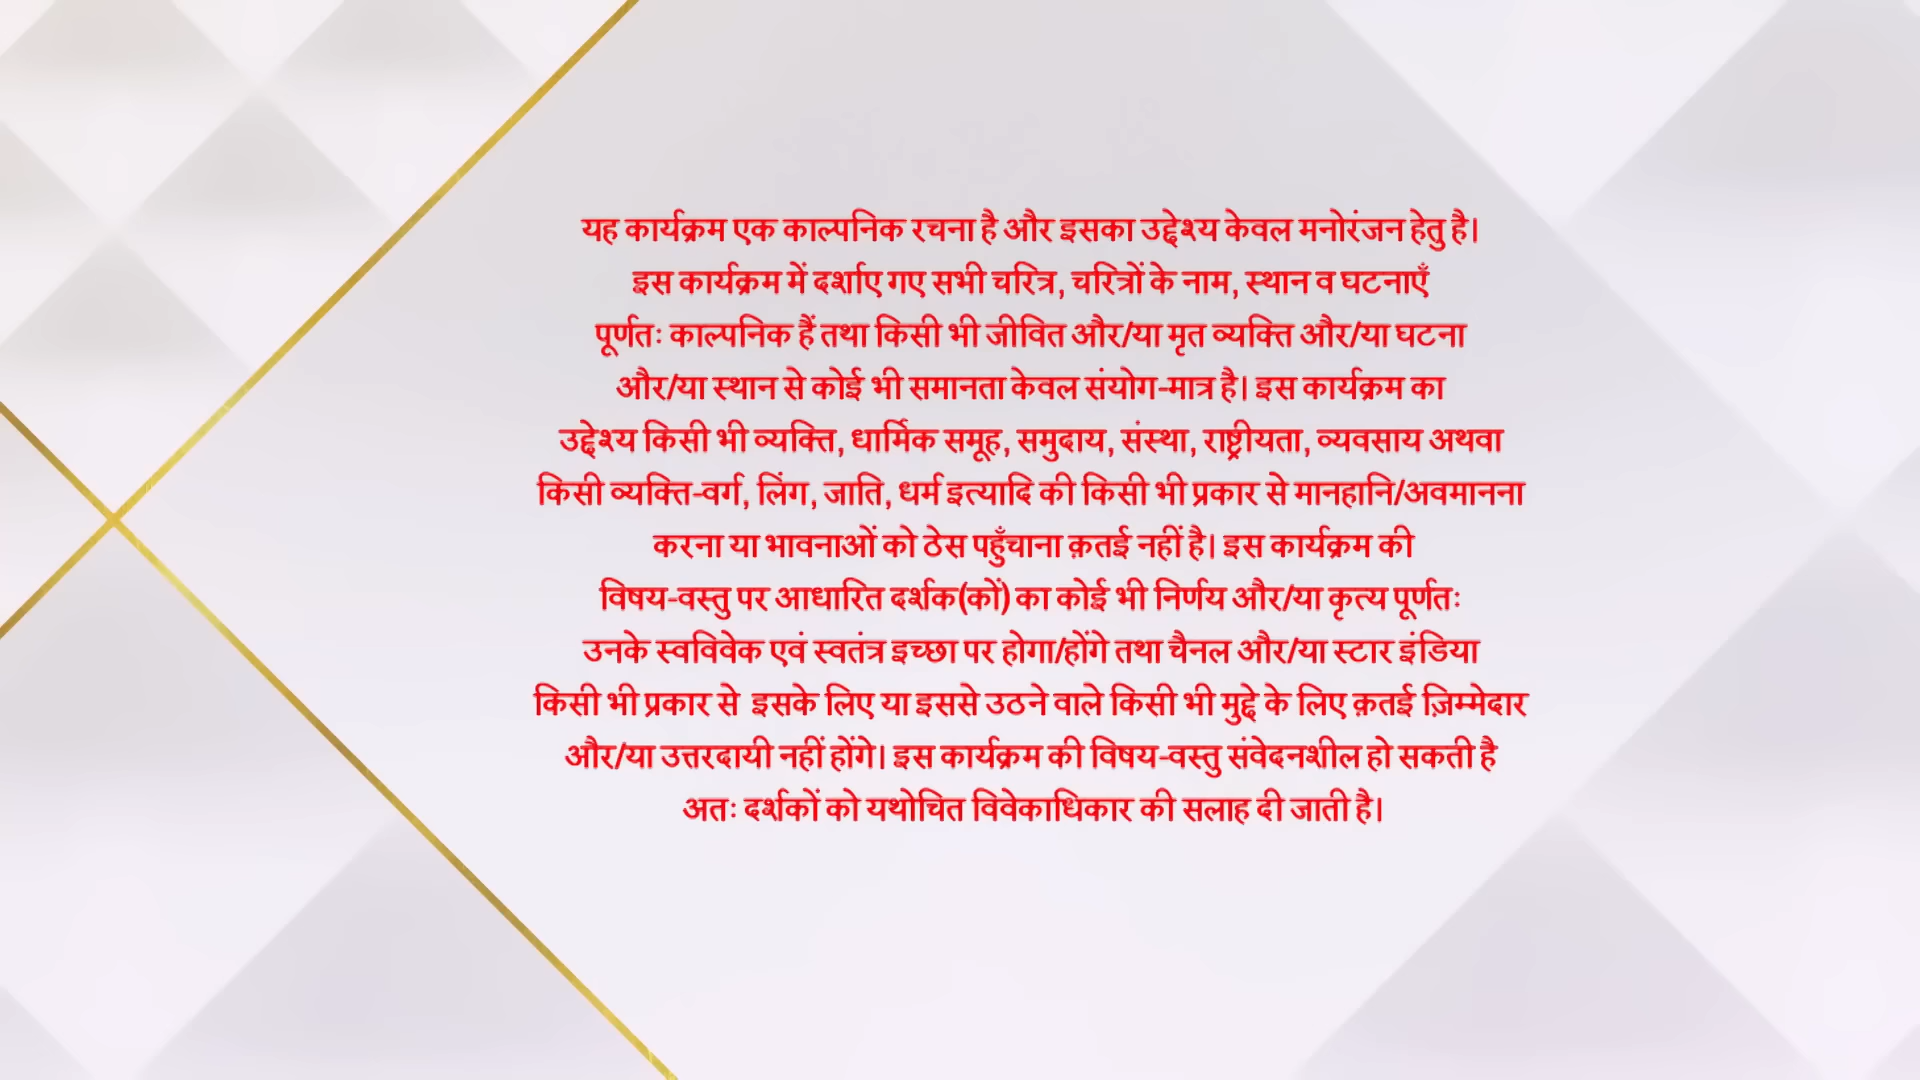 यह कार्यक्रम एक काल्पनिक रचना है और इसका उद्देश्य केवल मनोरंजन हेतु है।
इस कार्यक्रम में दर्शाए गए सभी चरित्र, चरित्रों के नाम, स्थान व घटनाएँ
पूर्णतः काल्पनिक हैं तथा किसी भी जीवित और/या मृत व्यक्ति और/या घटना
और/या स्थान से कोई भी समानता केवल संयोग-मात्र है। इस कार्यक्रम का
उद्देश्य किसी भी व्यक्ति, धार्मिक समूह, समुदाय, संस्था, राष्ट्रीयता, व्यवसाय अथवा
किसी व्यक्ति-वर्ग, लिंग, जाति, धर्म इत्यादि की किसी भी प्रकार से मानहानि/अवमानना
करना या भावनाओं को ठेस पहुँचाना क़तई नहीं है। इस कार्यक्रम की
विषय-वस्तु पर आधारित दर्शक(कों) का कोई भी निर्णय और/या कृत्य पूर्णतः
उनके स्वविवेक एवं स्वतंत्र इच्छा पर होगा/होंगे तथा चैनल और/या स्टार इंडिया
किसी भी प्रकार से इसके लिए या इससे उठने वाले किसी भी मुद्दे के लिए क़तई ज़िम्मेदार
और/या उत्तरदायी नहीं होंगे। इस कार्यक्रम की विषय-वस्तु संवेदनशील हो सकती है
अतः दर्शकों को यथोचित विवेकाधिकार की सलाह दी जाती है।